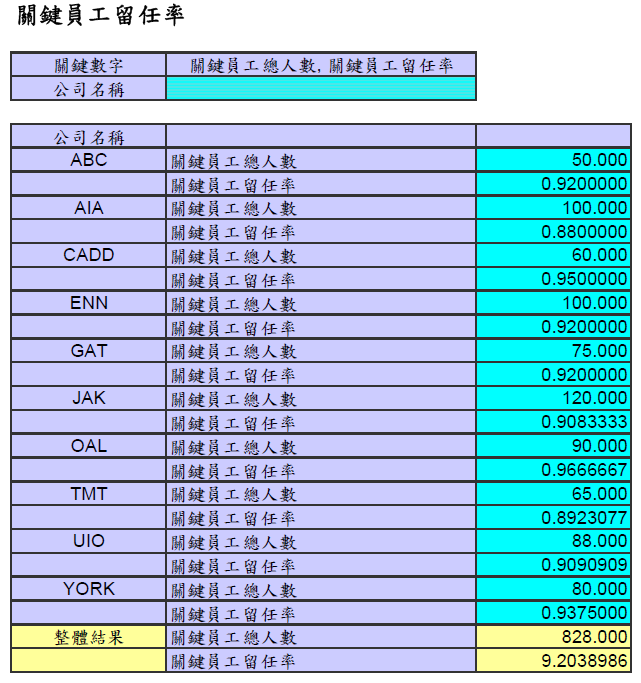 關鍵員工留任率
關鍵數字 關鍵員工總人數, 關鍵員工留任率
公司名稱
公司名稱
ABC 關鍵員工總人數 50.000
關鍵員工留任率 0.9200000
AIA 關鍵員工總人數 100.000
關鍵員工留任率 0.8800000
CADD 關鍵員工總人數 60.000
關鍵員工留任率 0.9500000
ENN 關鍵員工總人數 100.000
關鍵員工留任率 0.9200000
GAT 關鍵員工總人數 75.000
關鍵員工留任率 0.9200000
JAK 關鍵員工總人數 120.000
關鍵員工留任率 0.9083333
OAL 關鍵員工總人數 90.000
關鍵員工留任率 0.9666667
TMT 關鍵員工總人數 65.000
關鍵員工留任率 0.8923077
UIO 關鍵員工總人數 88.000
關鍵員工留任率 0.9090909
YORK 關鍵員工總人數 80.000
關鍵員工留任率 0.9375000
整體結果 關鍵員工總人數 828.000
關鍵員工留任率 9.2038986